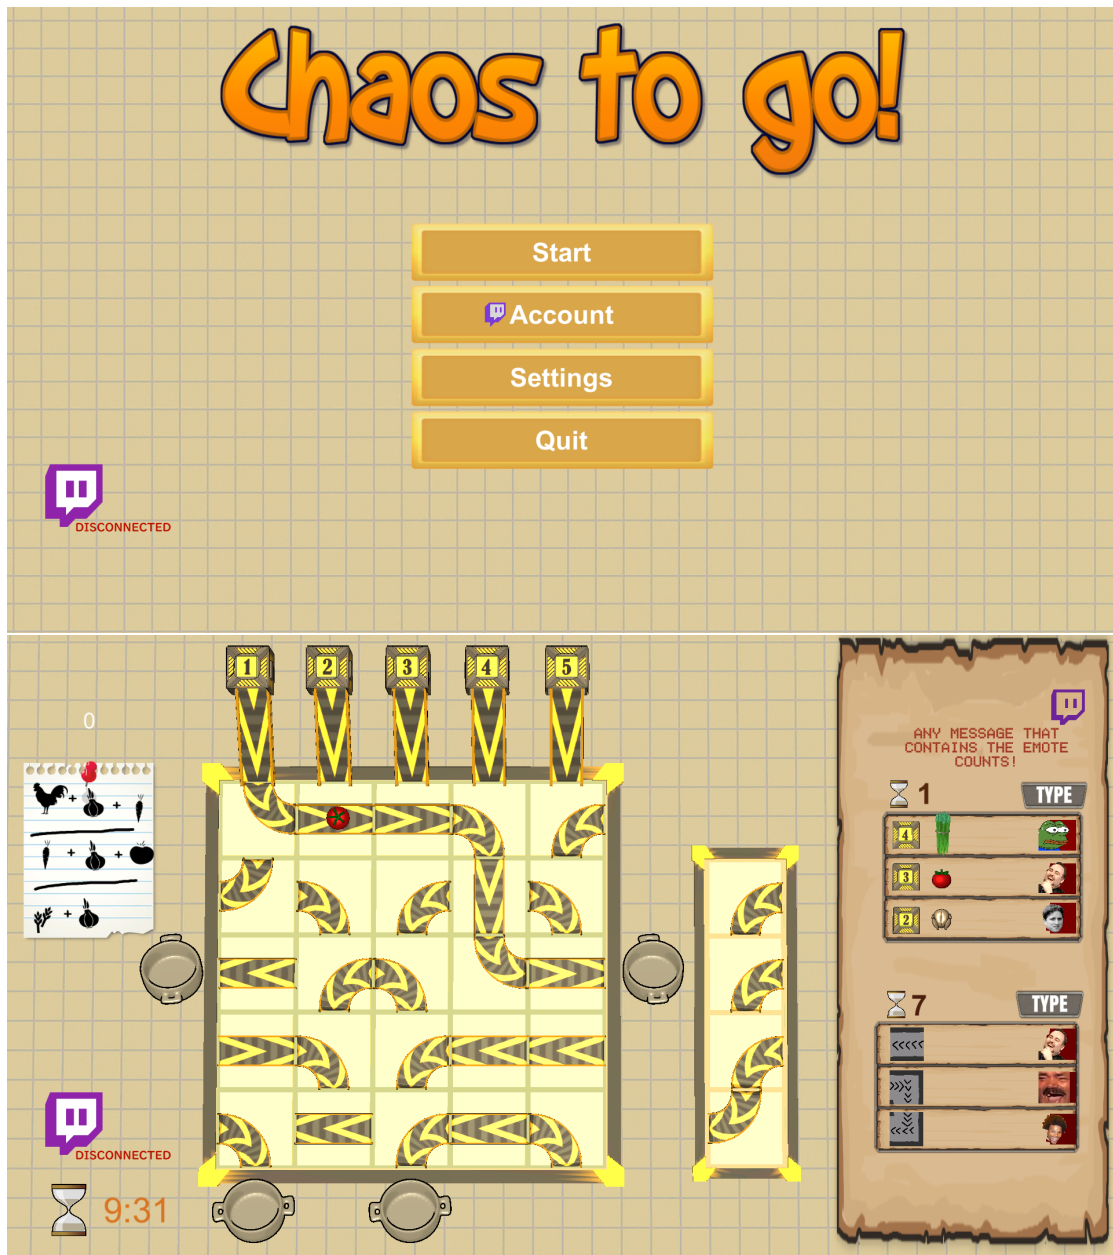 Chaos to go!
Start
Account
Settings
Quit
DISCONNECTED
1 2 3 4 5
0
ANY MESSAGE THAT
CONTAINS THE EMOTE
COUNTS!
1 TYPE
4
3
2
7 TYPE
DISCONNECTED
9:31